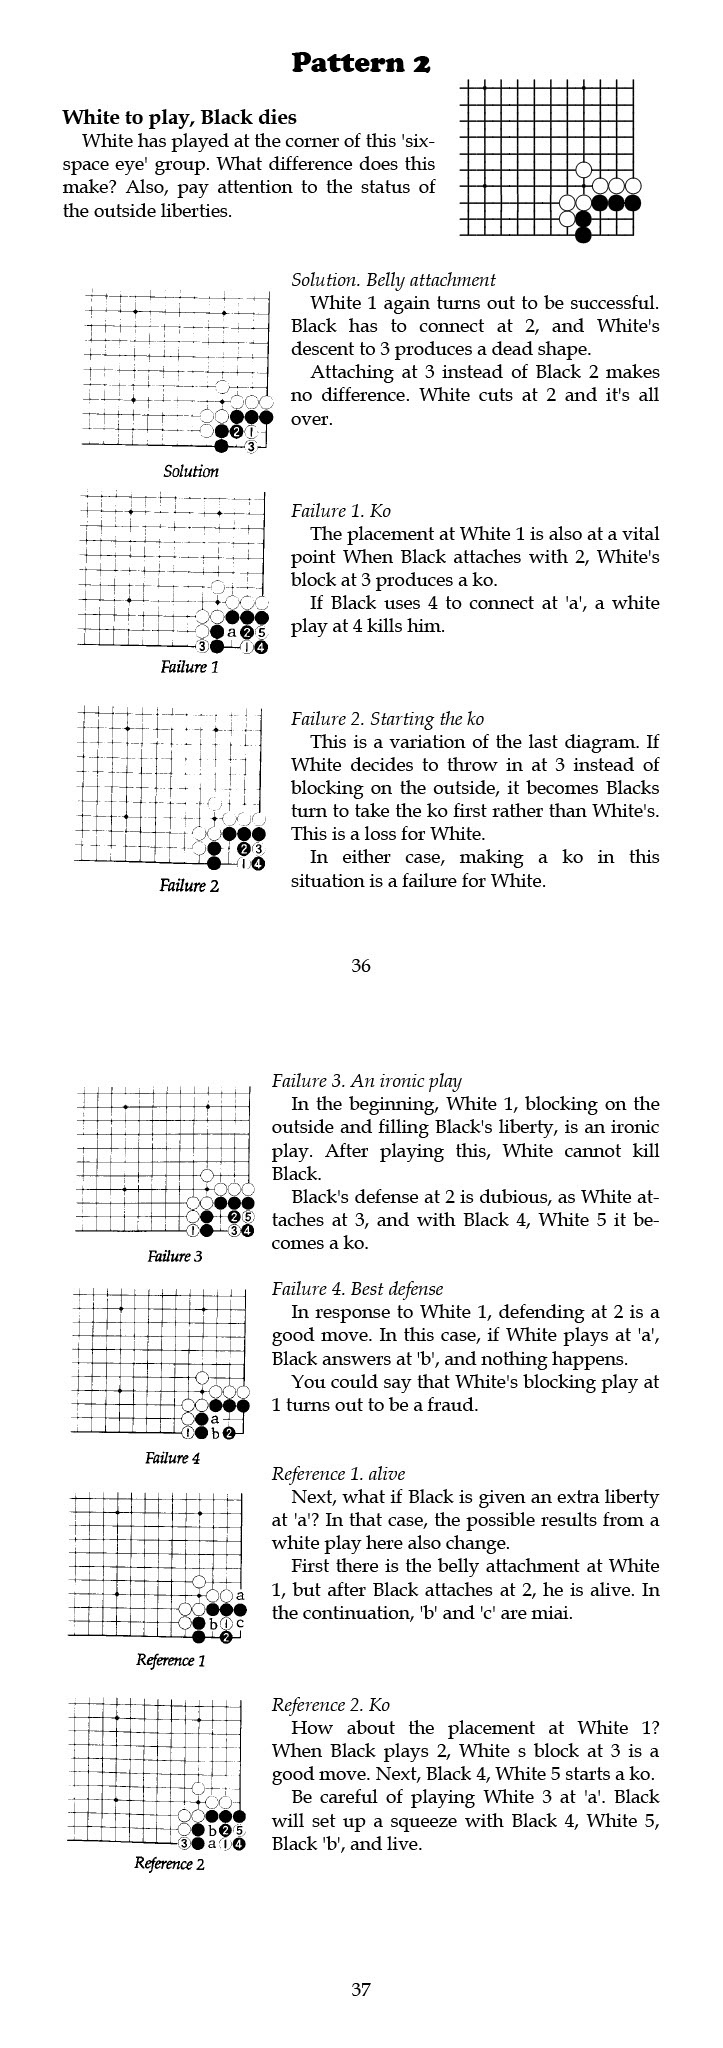 Pattern 2
White to play, Black dies
White has played at the corner of this 'six-
space eye' group. What difference does this
make? Also, pay attention to the status of
the outside liberties.
Solution. Belly attachment
White 1 again turns out to be successful.
Black has to connect at 2, and White's
descent to 3 produces a dead shape.
Attaching at 3 instead of Black 2 makes
no difference. White cuts at 2 and it's all
over.
2 1
3
Solution
Failure 1. Ko
The placement at White 1 is also at a vital
point When Black attaches with 2, White's
block at 3 produces a ko.
If Black uses 4 to connect at 'a', a white
play at 4 kills him.
a 2 5
3 1 4
Failure 1
Failure 2. Starting the ko
This is a variation of the last diagram. If
White decides to throw in at 3 instead of
blocking on the outside, it becomes Blacks
turn to take the ko first rather than White's.
This is a loss for White.
In either case, making a ko in this
situation is a failure for White.
2 3
1 4
Failure 2
36
Failure 3. An ironic play
In the beginning, White 1, blocking on the
outside and filling Black's liberty, is an ironic
play. After playing this, White cannot kill
Black.
Black's defense at 2 is dubious, as White at-
taches at 3, and with Black 4, White 5 it be-
comes a ko.
2 5
1 3 4
Failure 3
Failure 4. Best defense
In response to White 1, defending at 2 is a
good move. In this case, if White plays at 'a',
Black answers at 'b', and nothing happens.
You could say that White's blocking play at
1 turns out to be a fraud.
a
1 b 2
Failure 4
Reference 1. alive
Next, what if Black is given an extra liberty
at 'a'? In that case, the possible results from a
white play here also change.
First there is the belly attachment at White
1, but after Black attaches at 2, he is alive. In
the continuation, 'b' and 'c' are miai.
a
b 1 c
2
Reference 1
Reference 2. Ko
How about the placement at White 1?
When Black plays 2, White s block at 3 is a
good move. Next, Black 4, White 5 starts a ko.
Be careful of playing White 3 at 'a'. Black
will set up a squeeze with Black 4, White 5,
Black 'b', and live.
b 2 5
3 a 1 4
Reference 2
37